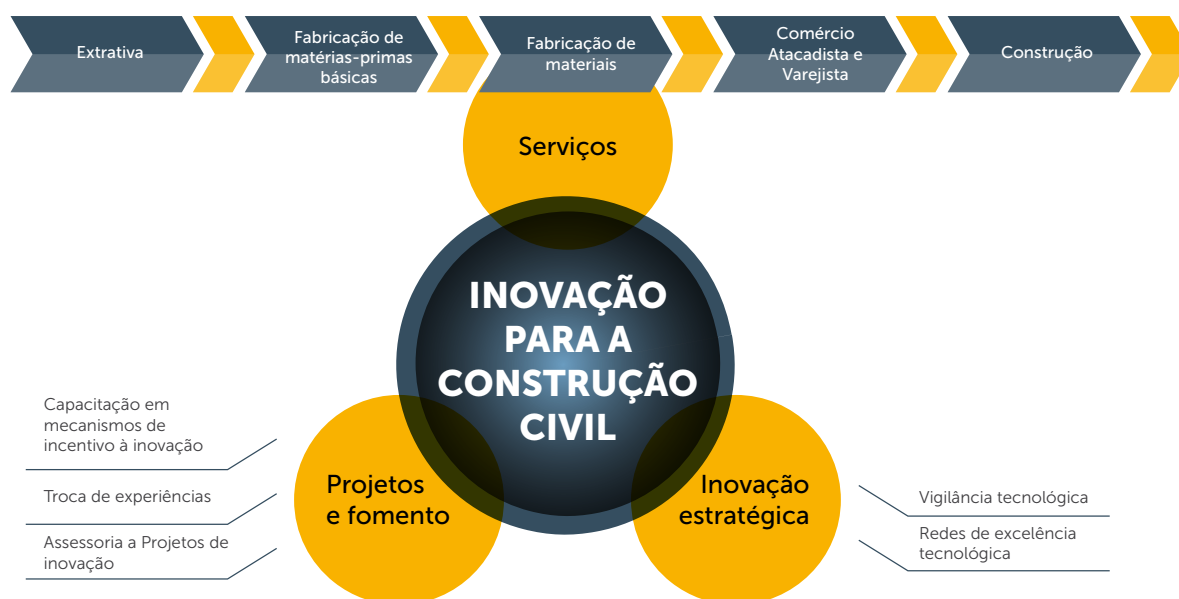 Extrativa
Fabricação de
matérias-primas
básicas
Fabricação de
materiais
Comércio
Atacadista e
Varejista
Construção
Serviços
INOVAÇÃO
PARA A
CONSTRUÇÃO
CIVIL
Capacitação em
mecanismos de
incentivo à inovação
Troca de experiências
Assessoria a Projetos de
inovação
Projetos
e fomento
Inovação
estratégica
Vigilância tecnológica
Redes de excelência
tecnológica